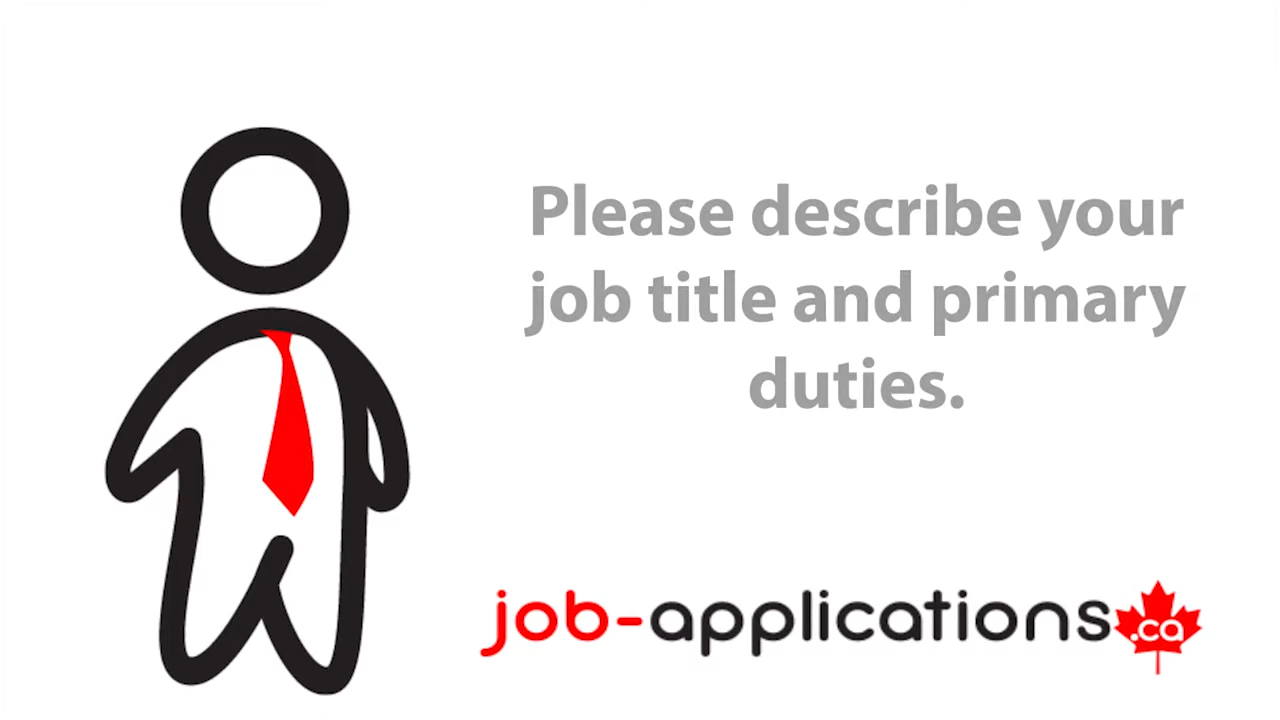 Please describe your
job title and primary
duties.
job-applications.ca